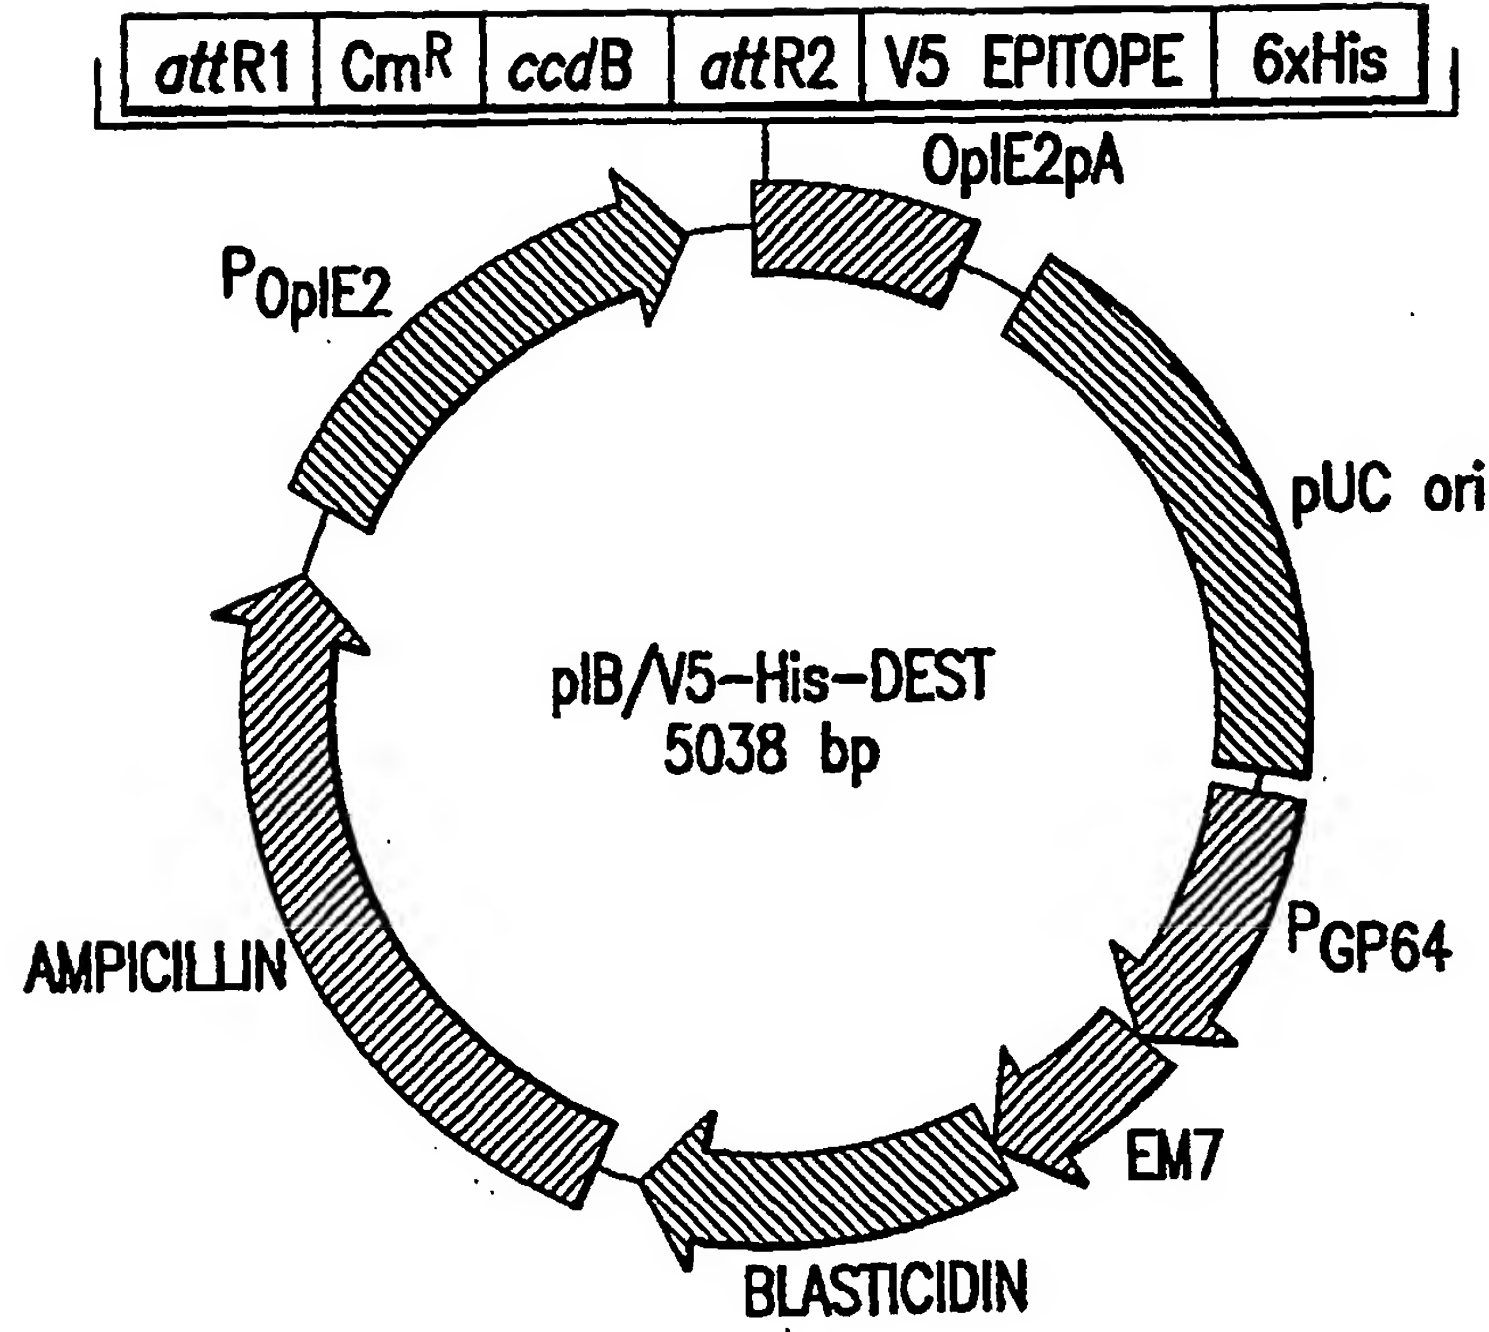 attR1 CmR ccdB attR2 V5 EPITOPE 6xHis
OpIE2pA
POpIE2
pUC ori
pIB/V5-His-DEST
5038 bp
PGP64
AMPICILLIN
EM7
BLASTICIDIN